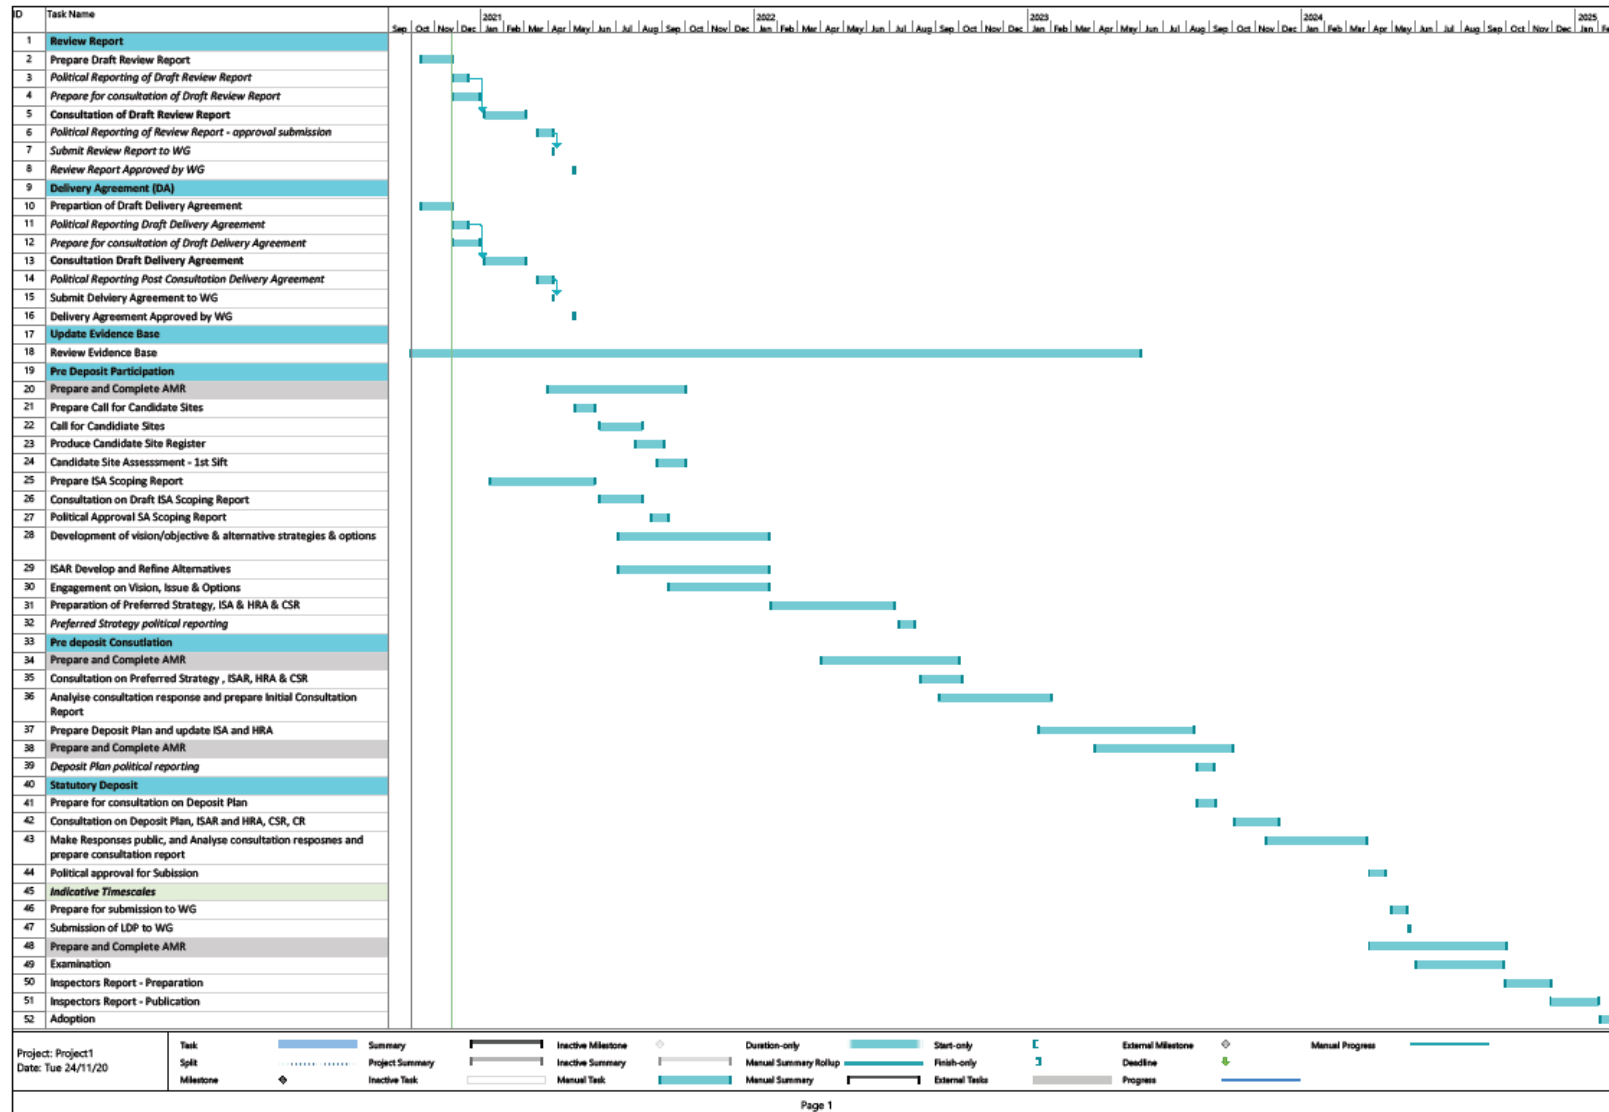 ID Task Name
2021 2022 2023 2024 2025
Sep Oct Nov Dec Jan Feb Mar Apr May Jun Jul Aug Sep Oct Nov Dec Jan Feb Mar Apr May Jun Jul Aug Sep Oct Nov Dec Jan Feb Mar Apr May Jun Jul Aug Sep Oct Nov Dec Jan Feb Mar Apr May Jun Jul Aug Sep Oct Nov Dec Jan
1 Review Report
2 Prepare Draft Review Report
3 Political Reporting of Draft Review Report
4 Prepare for consultation of Draft Review Report
5 Consultation of Draft Review Report
6 Political Reporting of Review Report - approval submission
7 Submit Review Report to WG
8 Review Report Approved by WG
9 Delivery Agreement (DA)
10 Prepartion of Draft Delivery Agreement
11 Political Reporting Draft Delivery Agreement
12 Prepare for consultation of Draft Delivery Agreement
13 Consultation Draft Delivery Agreement
14 Political Reporting Post Consultation Delivery Agreement
15 Submit Delviery Agreement to WG
16 Delivery Agreement Approved by WG
17 Update Evidence Base
18 Review Evidence Base
19 Pre Deposit Participation
20 Prepare and Complete AMR
21 Prepare Call for Candidate Sites
22 Call for Candidiate Sites
23 Produce Candidate Site Register
24 Candidate Site Assesssment - 1st Sift
25 Prepare ISA Scoping Report
26 Consultation on Draft ISA Scoping Report
27 Political Approval SA Scoping Report
28 Development of vision/objective & alternative strategies & options
29 ISAR Develop and Refine Alternatives
30 Engagement on Vision, Issue & Options
31 Preparation of Preferred Strategy, ISA & HRA & CSR
32 Preferred Strategy political reporting
33 Pre deposit Consutlation
34 Prepare and Complete AMR
35 Consultation on Preferred Strategy , ISAR, HRA & CSR
36 Analyise consultation response and prepare Initial Consultation
Report
37 Prepare Deposit Plan and update ISA and HRA
38 Prepare and Complete AMR
39 Deposit Plan political reporting
40 Statutory Deposit
41 Prepare for consultation on Deposit Plan
42 Consultation on Deposit Plan, ISAR and HRA, CSR, CR
43 Make Responses public, and Analyse consultation resposnes and
prepare consultation report
44 Political approval for Subission
45 Indicative Timescales
46 Prepare for submission to WG
47 Submission of LDP to WG
48 Prepare and Complete AMR
49 Examination
50 Inspectors Report - Preparation
51 Inspectors Report - Publication
52 Adoption
Project: Project1
Date: Tue 24/11/20
Task Summary Inactive Milestone Duration-only Start-only External Milestone Manual Progress
Split Project Summary Inactive Summary Manual Summary Rollup Finish-only Deadline
Milestone Inactive Task Manual Task Manual Summary External Tasks Progress
Page 1